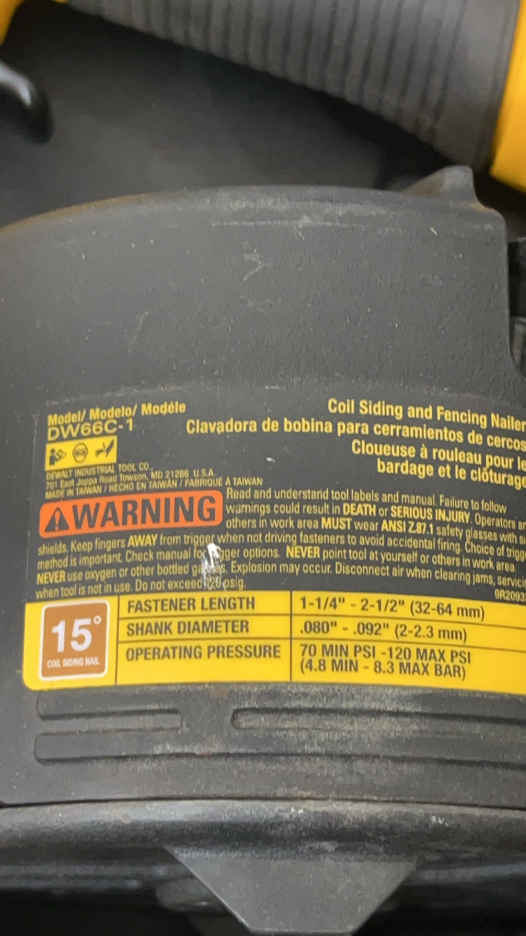 Model/ Modelo/ Modéle
DW66C-1
Coil Siding and Fencing Nailer
Clavadora de bobina para cerramientos de cercos
Cloueuse à rouleau pour le
bardage et le clôturage
DEWALT INDUSTRIAL TOOL CO.,
701 East Joppa Road Towson, MD 21286 U.S.A.
MADE IN TAIWAN / HECHO EN TAIWÁN / FABRIQUÉ À TAIWAN
WARNING
Read and understand tool labels and manual. Failure to follow
warnings could result in DEATH or SERIOUS INJURY. Operators
others in work area MUST wear ANSI Z87.1 safety glasses with
shields. Keep fingers AWAY from trigger when not driving fasteners to avoid accidental firing. Choice of
method is important. Check manual for trigger options. NEVER point tool at yourself or others in work area
NEVER use oxygen or other bottled gasses. Explosion may occur. Disconnect air when clearing jams,
when tool is not in use. Do not exceed 120 psig.
15°
COIL SIDING NAIL
FASTENER LENGTH 1-1/4" - 2-1/2" (32-64 mm)
SHANK DIAMETER .080" - .092" (2-2.3 mm)
OPERATING PRESSURE 70 MIN PSI -120 MAX PSI
(4.8 MIN - 8.3 MAX BAR)